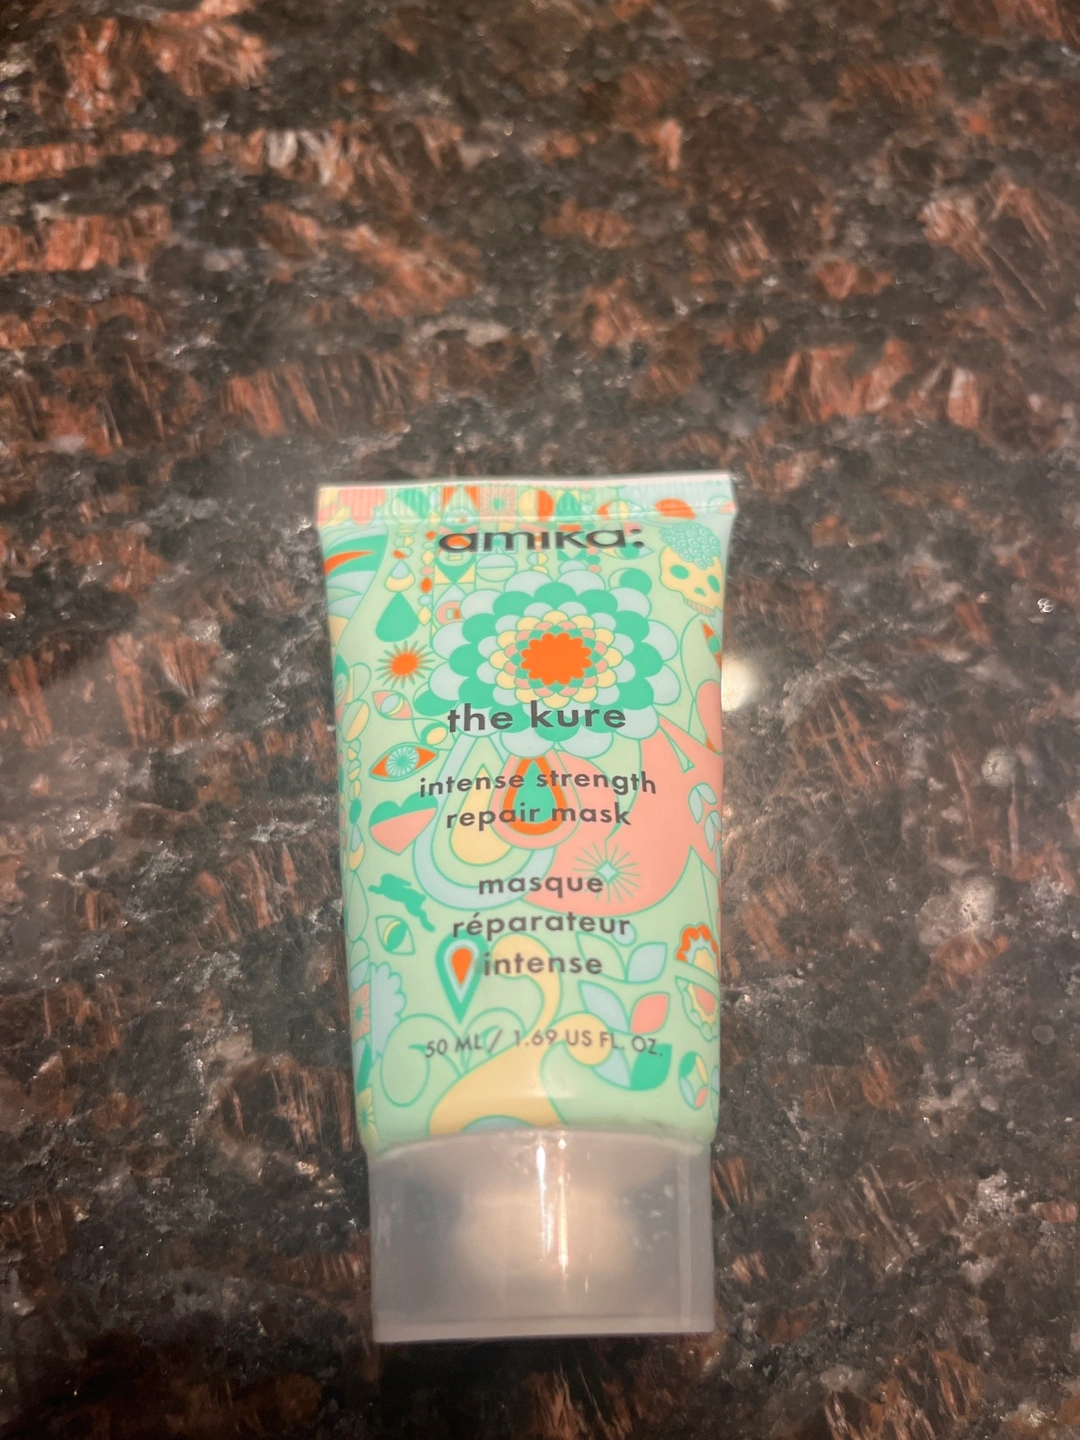 amika:
the kure
intense strength
repair mask
masque
réparateur
intense
50 ML / 1.69 US FL. OZ.